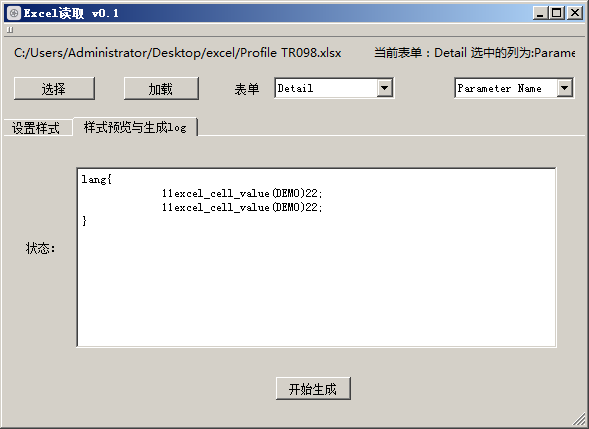 Excel读取 v0.1
C:/Users/Administrator/Desktop/excel/Profile TR098.xlsx 当前表单：Detail 选中的列为:Parame
选择 加载 表单 Detail Parameter Name
设置样式 样式预览与生成log
lang{
11excel_cell_value(DEMO)22;
11excel_cell_value(DEMO)22;
}
状态:
开始生成